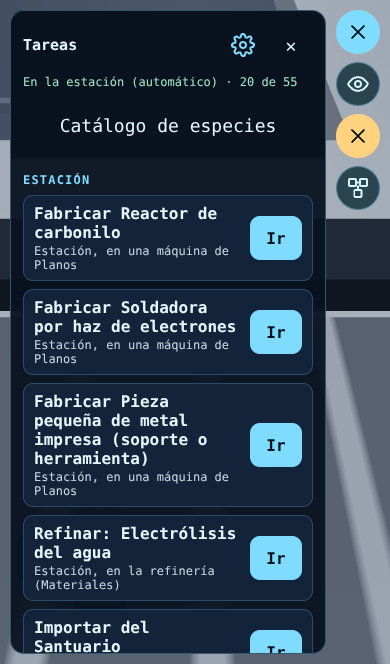 Tareas
En la estación (automático) · 20 de 55
Catálogo de especies
ESTACIÓN
Fabricar Reactor de
carbonilo
Estación, en una máquina de
Planos
Ir
Fabricar Soldadora
por haz de electrones
Estación, en una máquina de
Planos
Ir
Fabricar Pieza
pequeña de metal
impresa (soporte o
herramienta)
Estación, en una máquina de
Planos
Ir
Refinar: Electrólisis
del agua
Estación, en la refinería
(Materiales)
Ir
Importar del
Santuario
Ir